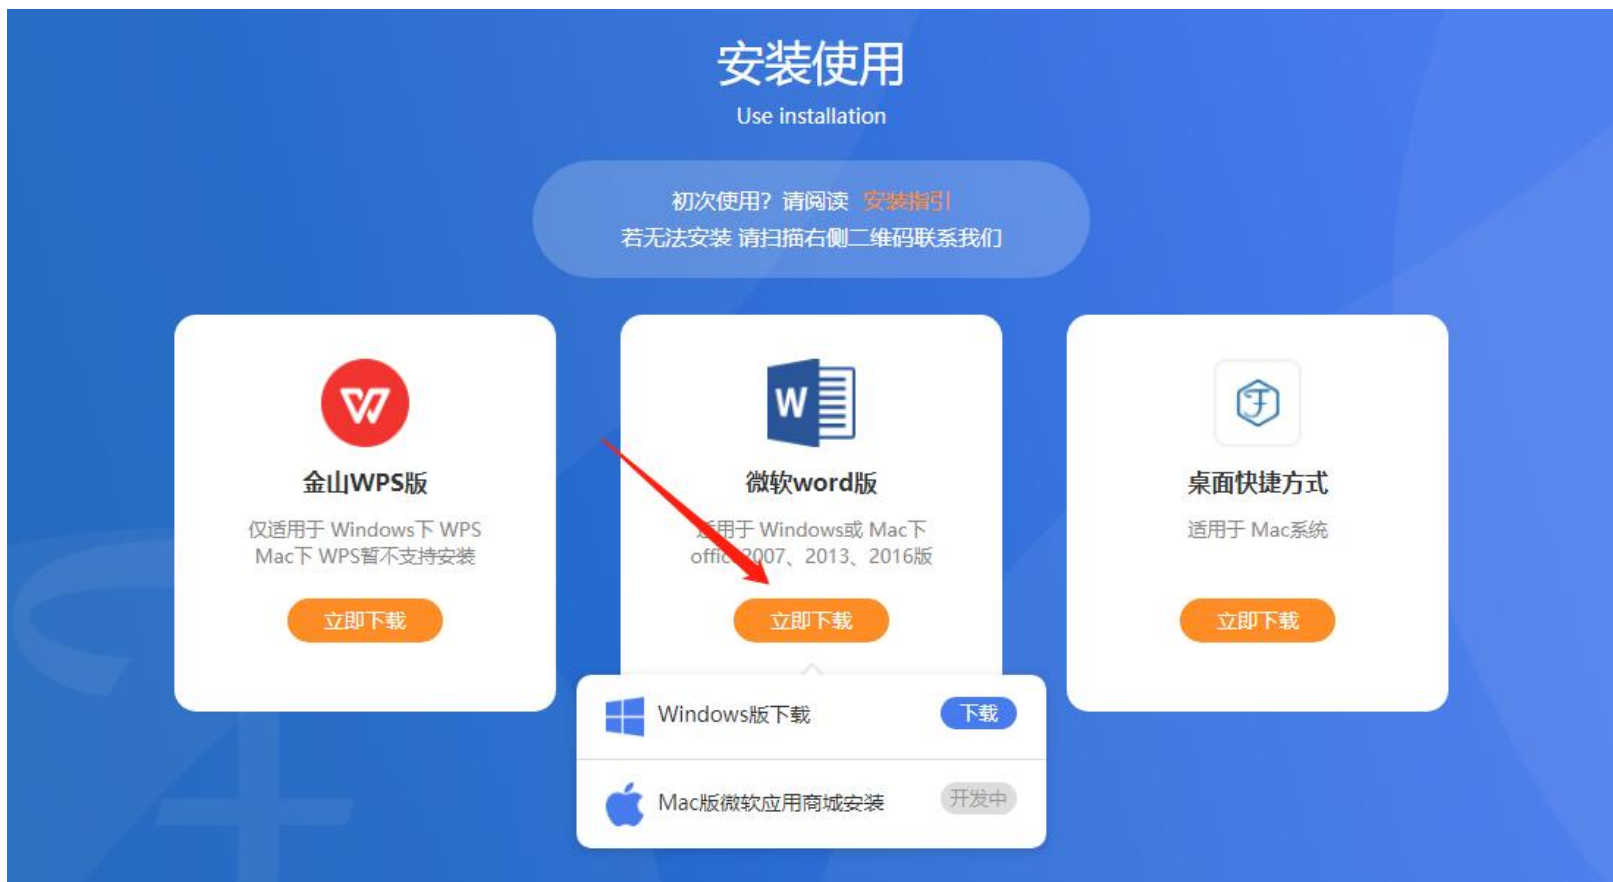 安装使用
Use installation
初次使用？请阅读 安装指引
若无法安装 请扫描右侧二维码联系我们
金山WPS版
仅适用于 Windows下 WPS
Mac下 WPS暂不支持安装
立即下载
微软word版
适用于 Windows或 Mac下
office2007、2013、2016版
立即下载
Windows版下载
下载
Mac版微软应用商城安装
开发中
桌面快捷方式
适用于 Mac系统
立即下载